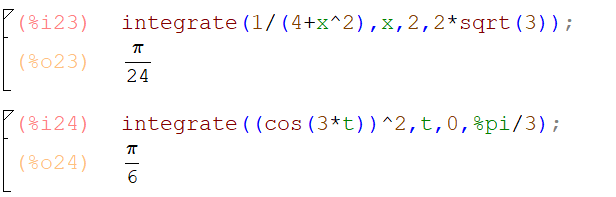 (%i23) integrate(1/(4+x^2),x,2,2*sqrt(3));
(%o23) π/24
(%i24) integrate((cos(3*t))^2,t,0,%pi/3);
(%o24) π/6